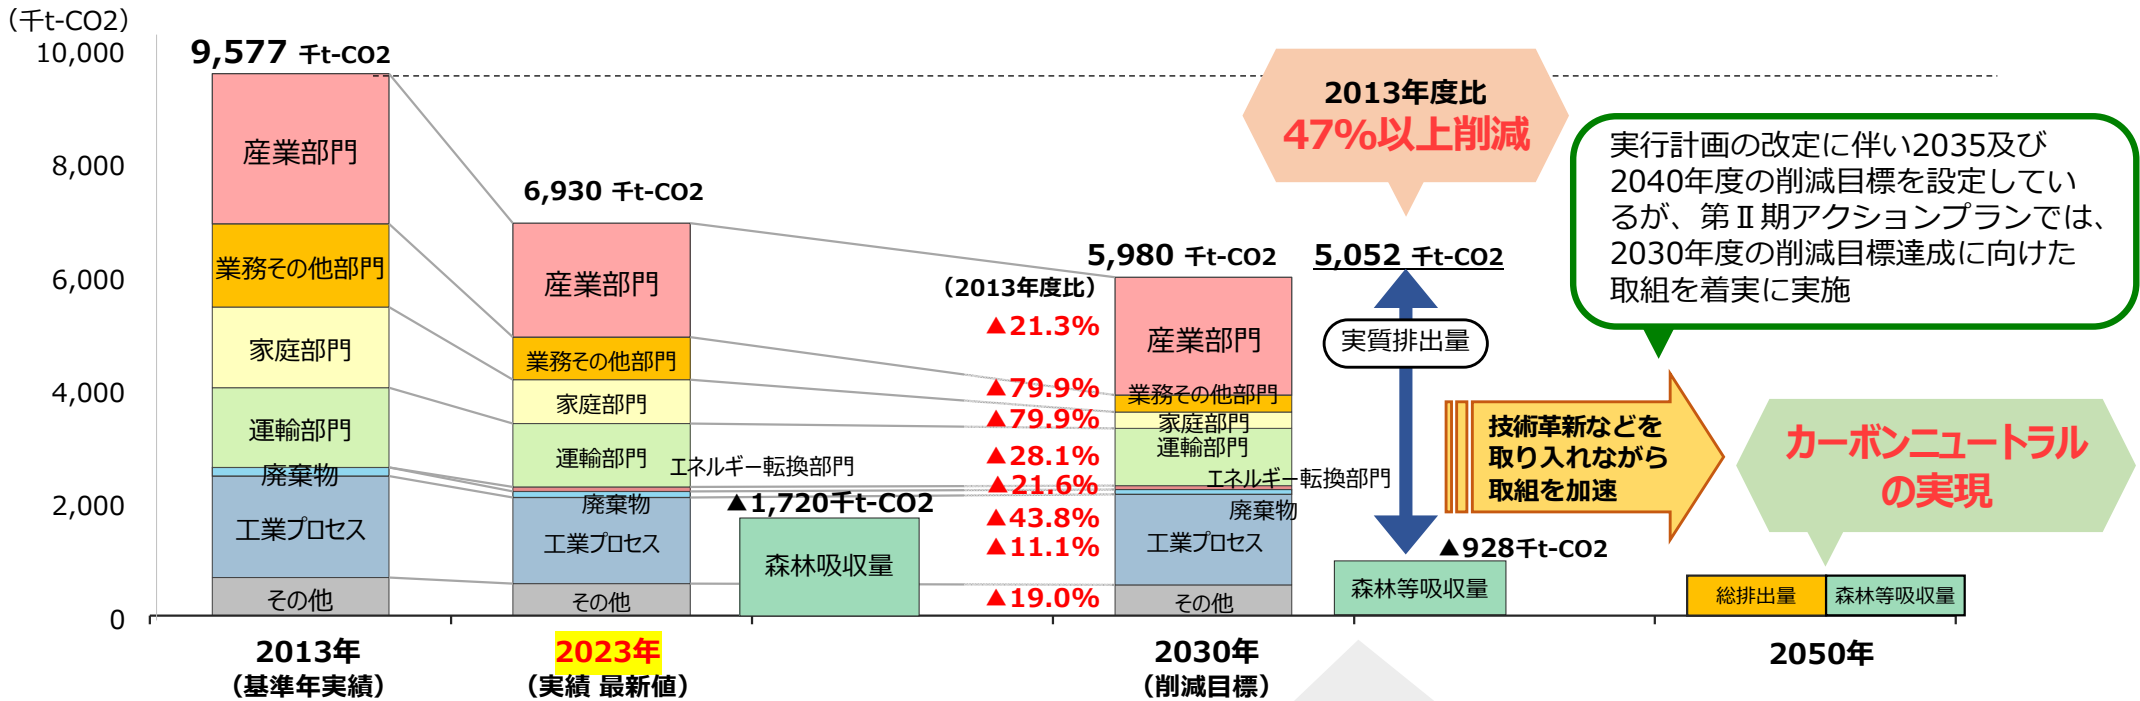 （千t-CO2）
10,000
8,000
6,000
4,000
2,000
0
9,577 千t-CO2
産業部門
業務その他部門
家庭部門
運輸部門
廃棄物
工業プロセス
その他
2013年
（基準年実績）
6,930 千t-CO2
産業部門
業務その他部門
家庭部門
運輸部門
エネルギー転換部門
廃棄物
工業プロセス
その他
2023年
（実績 最新値）
▲1,720千t-CO2
森林吸収量
（2013年度比）
▲21.3%
▲79.9%
▲79.9%
▲28.1%
▲21.6%
▲43.8%
▲11.1%
▲19.0%
5,980 千t-CO2
産業部門
業務その他部門
家庭部門
運輸部門
エネルギー転換部門
廃棄物
工業プロセス
その他
2030年
（削減目標）
2013年度比
47%以上削減
5,052 千t-CO2
実質排出量
▲928千t-CO2
森林等吸収量
実行計画の改定に伴い2035及び
2040年度の削減目標を設定してい
るが、第Ⅱ期アクションプランでは、
2030年度の削減目標達成に向けた
取組を着実に実施
技術革新などを
取り入れながら
取組を加速
カーボンニュートラル
の実現
総排出量
森林等吸収量
2050年